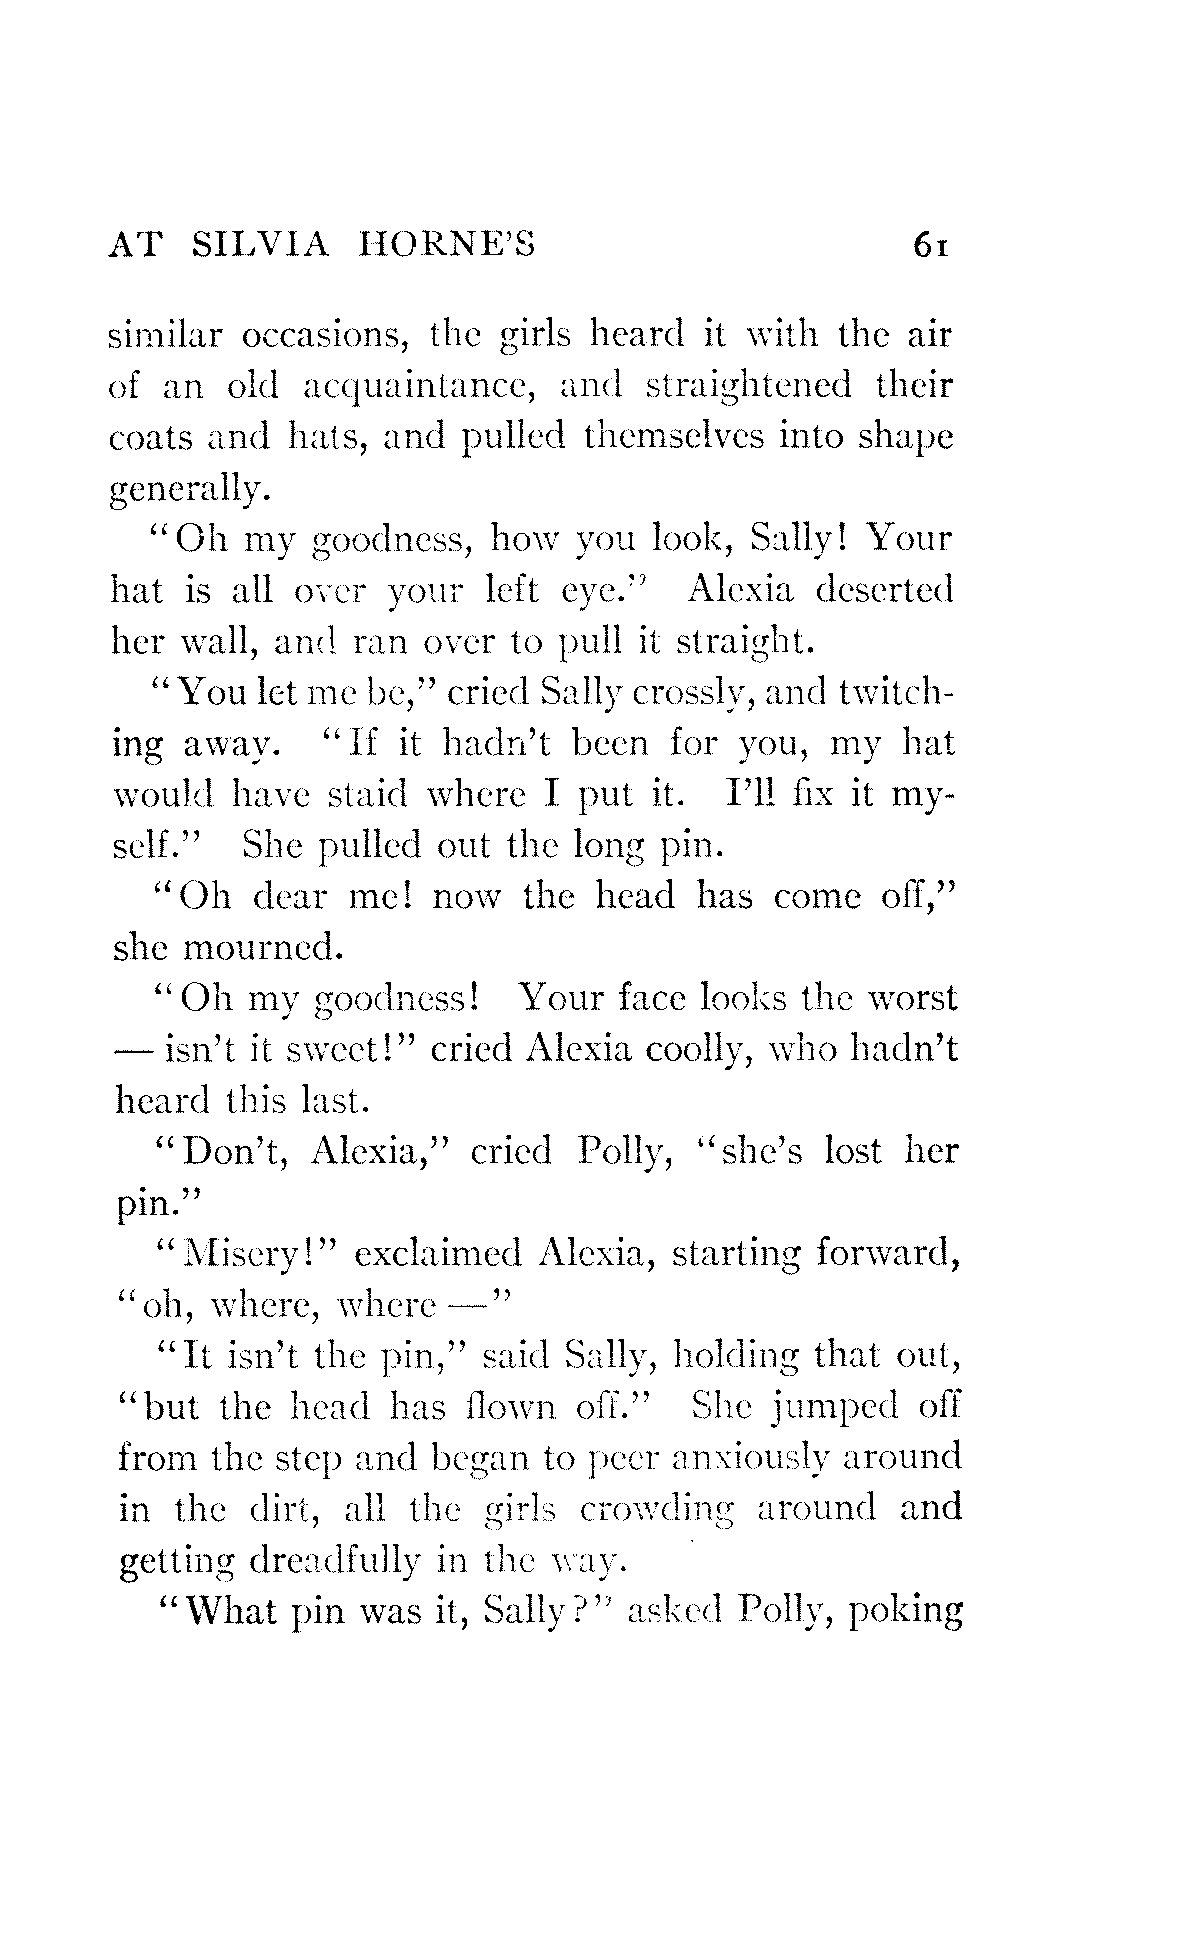 AT SILVIA HORNE'S 61
similar occasions, the girls heard it with the air
of an old acquaintance, and straightened their
coats and hats, and pulled themselves into shape
generally.
"Oh my goodness, how you look, Sally! Your
hat is all over your left eye." Alexia deserted
her wall, and ran over to pull it straight.
"You let me be," cried Sally crossly, and twitch-
ing away. "If it hadn't been for you, my hat
would have staid where I put it. I'll fix it my-
self." She pulled out the long pin.
"Oh dear me! now the head has come off,"
she mourned.
"Oh my goodness! Your face looks the worst
— isn't it sweet!" cried Alexia coolly, who hadn't
heard this last.
"Don't, Alexia," cried Polly, "she's lost her
pin."
"Misery!" exclaimed Alexia, starting forward,
"oh, where, where —"
"It isn't the pin," said Sally, holding that out,
"but the head has flown off." She jumped off
from the step and began to peer anxiously around
in the dirt, all the girls crowding around and
getting dreadfully in the way.
"What pin was it, Sally?" asked Polly, poking